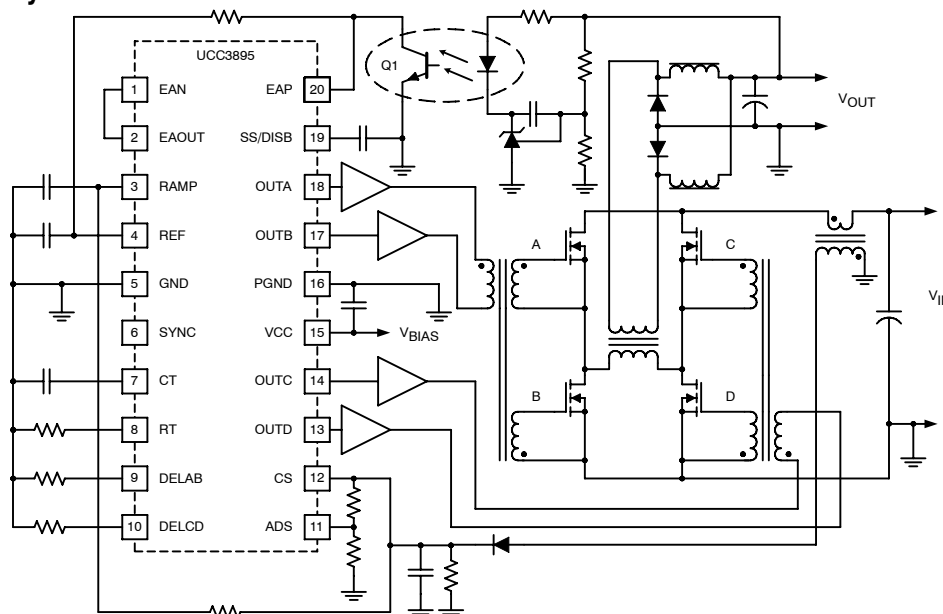 UCC3895
Q1
1 EAN
EAP 20
2 EAOUT
SS/DISB 19
3 RAMP
OUTA 18
4 REF
OUTB 17
5 GND
PGND 16
6 SYNC
VCC 15
7 CT
OUTC 14
8 RT
OUTD 13
9 DELAB
CS 12
10 DELCD
ADS 11
VBIAS
VOUT
A
C
B
D